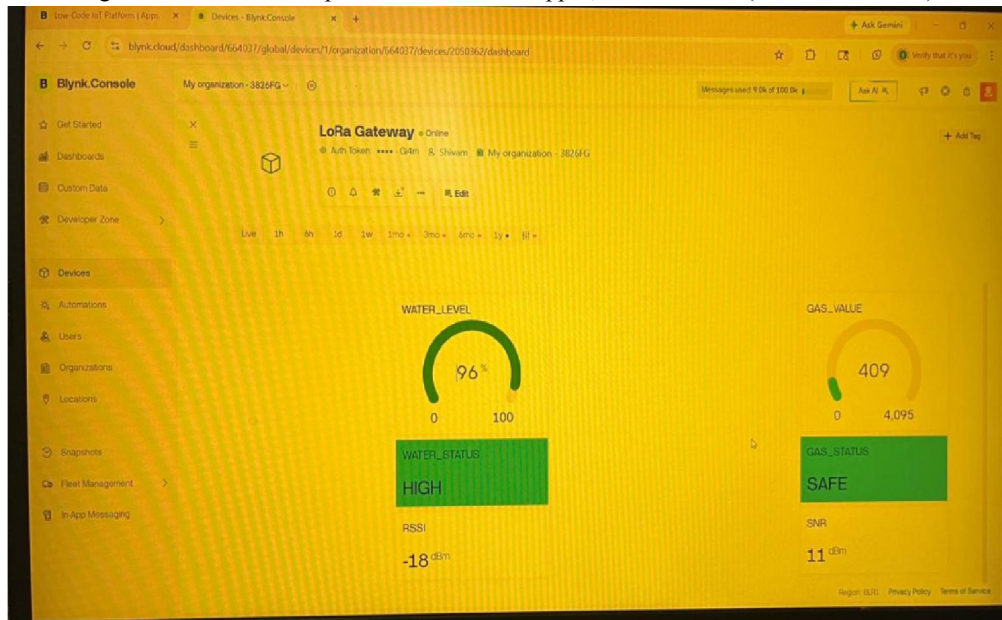 Low-Code IoT Platform | Apps
Devices - Blynk.Console
Ask Gemini
blynk.cloud/dashboard/664037/global/devices/1/organization/664037/devices/2050362/dashboard
Verify that it's you
B Blynk.Console
My organization - 3826FG
Messages used 9.0k of 100.0k
Ask AI
Get Started
LoRa Gateway Online
Add Tag
Auth Token: •••• - Gi4m Shivam My organization - 3826FG
Dashboards
Custom Data
Edit
Developer Zone
Live 1h 6h 1d 1w 1mo 3mo 6mo 1y
Devices
Automations
Users
Organizations
Locations
Snapshots
Fleet Management
In-App Messaging
WATER_LEVEL
96 %
0 100
WATER_STATUS
HIGH
RSSI
-18 dBm
GAS_VALUE
409
0 4,095
GAS_STATUS
SAFE
SNR
11 dBm
Region: Privacy Policy Terms of Service